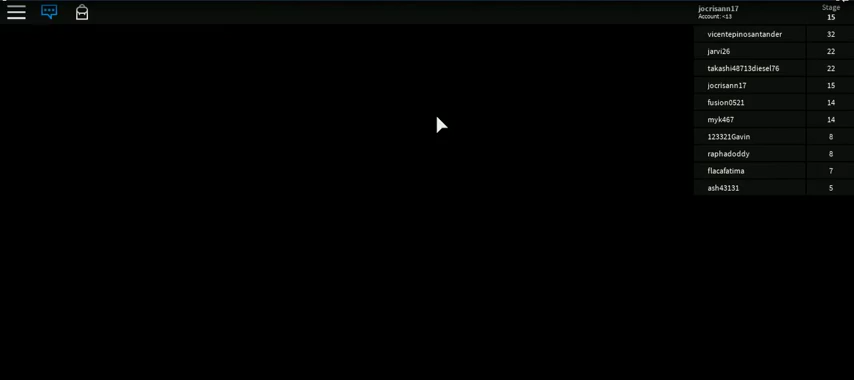 jocrisann17
Account: <13
Stage
15
vicentepinosantander 32
jarvi26 22
takashi48713diesel76 22
jocrisann17 15
fusion0521 14
myk467 14
123321Gavin 8
raphadoddy 8
flacafatima 7
ash43131 5